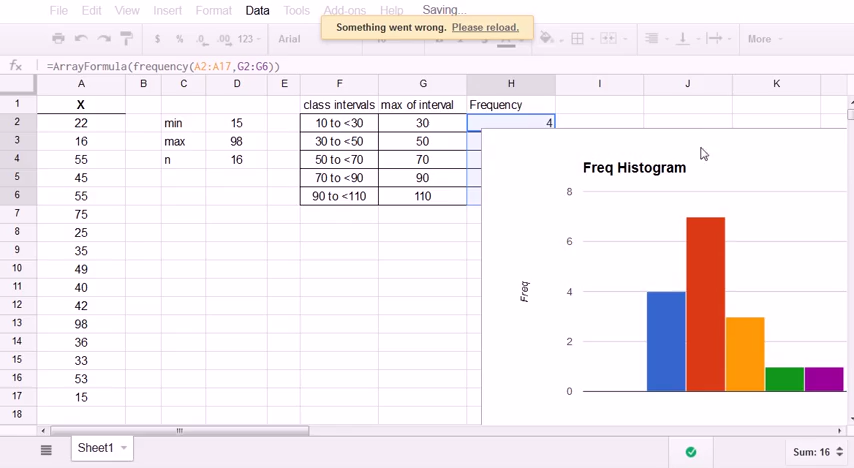 File Edit View Insert Format Data Tools Add-ons Help Saving...
Something went wrong. Please reload.
$ % .0 .00 123 Arial More
fx =ArrayFormula(frequency(A2:A17,G2:G6))
A B C D E F G H I J K
1 X class intervals max of interval Frequency
2 22 min 15 10 to <30 30 4
3 16 max 98 30 to <50 50
4 55 n 16 50 to <70 70
5 45 70 to <90 90
6 55 90 to <110 110
7 75
8 25
9 35
10 49
11 40
12 42
13 98
14 36
15 33
16 53
17 15
18
Freq Histogram
8
6
4
2
0
Freq
Sheet1
Sum: 16